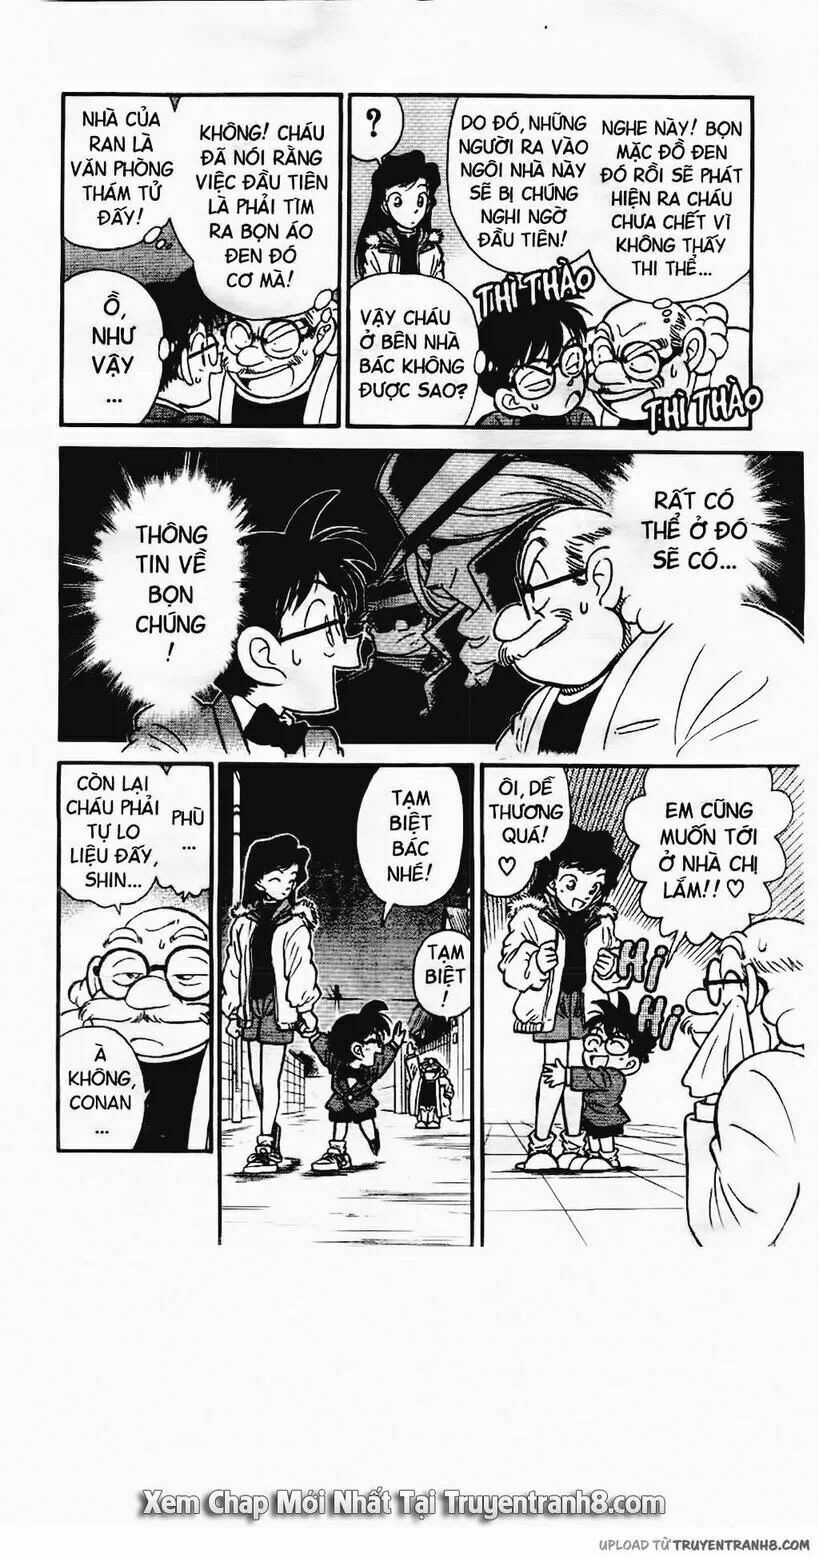 NGHE NÀY! BỌN
MẶC ĐỒ ĐEN
ĐÓ RỒI SẼ PHÁT
HIỆN RA CHÁU
CHƯA CHẾT VÌ
KHÔNG THẤY
THI THỂ...
DO ĐÓ, NHỮNG
NGƯỜI RA VÀO
NGÔI NHÀ NÀY
SẼ BỊ CHÚNG
NGHI NGỜ
ĐẦU TIÊN!
?
THÌ THÀO
THÌ THÀO
VẬY CHÁU
Ở BÊN NHÀ
BÁC KHÔNG
ĐƯỢC SAO?
KHÔNG! CHÁU
ĐÃ NÓI RẰNG
VIỆC ĐẦU TIÊN
LÀ PHẢI TÌM
RA BỌN ÁO
ĐEN ĐÓ
CƠ MÀ!
NHÀ CỦA
RAN LÀ
VĂN PHÒNG
THÁM TỬ
ĐẤY!
Ồ,
NHƯ
VẬY
...
RẤT CÓ
THỂ Ở ĐÓ
SẼ CÓ...
THÔNG
TIN VỀ
BỌN
CHÚNG
!
EM CŨNG
MUỐN TỚI
Ở NHÀ CHỊ
LẮM!! ♡
ÔI, DỄ
THƯƠNG
QUÁ!
♡
Hi
Hi
TẠM
BIỆT
BÁC
NHÉ!
TẠM
BIỆT
!
PHÙ
...
CÒN LẠI
CHÁU PHẢI
TỰ LO
LIỆU ĐẤY,
SHIN...
À
KHÔNG,
CONAN
...
Xem Chap Mới Nhất Tại Truyentranh8.com
UPLOAD TỪ TRUYENTRANH8.COM